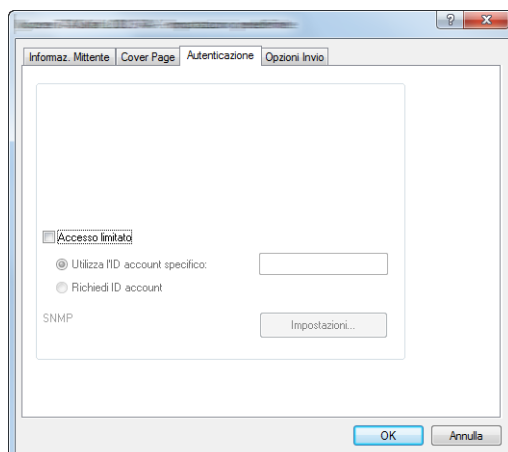 Informaz. Mittente
Cover Page
Autenticazione
Opzioni Invio
Accesso limitato
Utilizza l'ID account specifico:
Richiedi ID account
SNMP
Impostazioni...
OK
Annulla